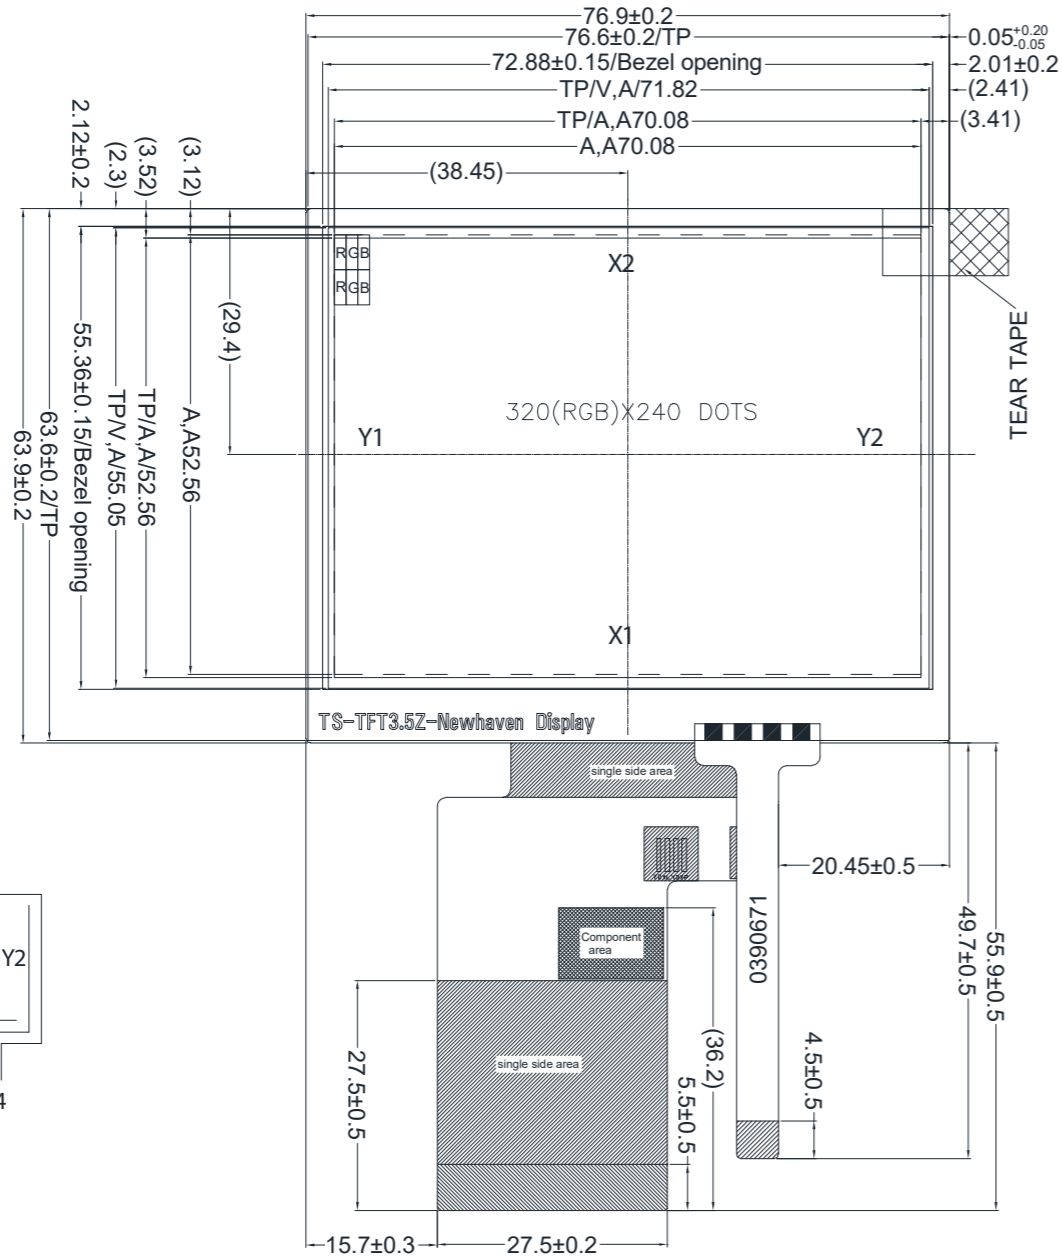 76.9±0.2
76.6±0.2/TP
0.05+0.20-0.05
72.88±0.15/Bezel opening
2.01±0.2
TP/V,A/71.82
(2.41)
TP/A,A70.08
(3.41)
A,A70.08
(38.45)
2.12±0.2
(2.3)
(3.52)
(3.12)
(29.4)
63.9±0.2
63.6±0.2/TP
55.36±0.15/Bezel opening
TP/V,A/55.05
TP/A,A/52.56
A,A52.56
RGB
RGB
X2
TEAR TAPE
320(RGB)X240 DOTS
Y1
Y2
X1
TS-TFT3.5Z-Newhaven Display
single side area
20.45±0.5
0390671
49.7±0.5
55.9±0.5
Component
area
Y2
single side area
27.5±0.5
(36.2)
5.5±0.5
4.5±0.5
4
15.7±0.3
27.5±0.2